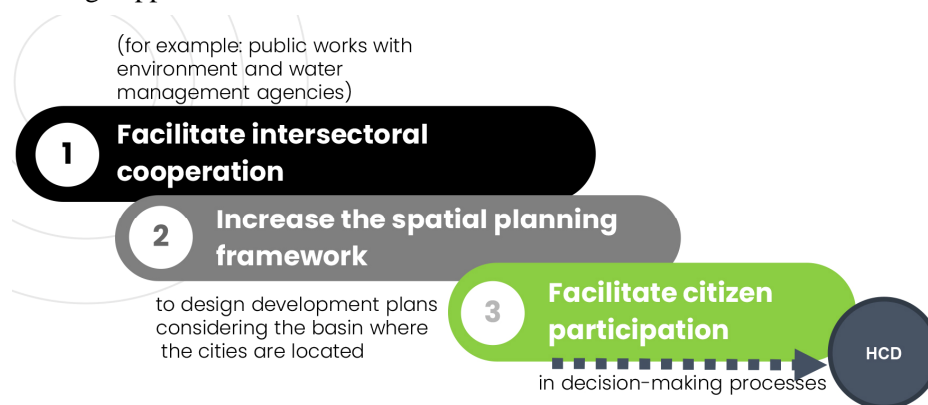 (for example: public works with
environment and water
management agencies)
1
Facilitate intersectoral
cooperation
2
Increase the spatial planning
framework
to design development plans
considering the basin where
the cities are located
3
Facilitate citizen
participation
in decision-making processes
HCD